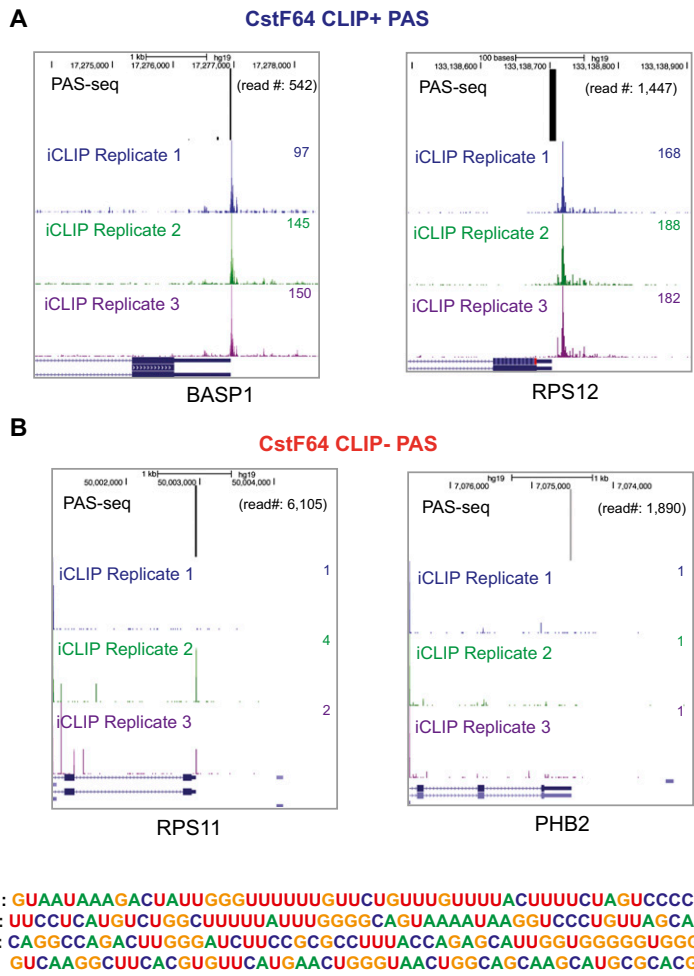 A
CstF64 CLIP+ PAS
1 kb hg19
17,275,000 17,276,000 17,277,000 17,278,000
PAS-seq (read #: 542)
iCLIP Replicate 1 97
iCLIP Replicate 2 145
iCLIP Replicate 3 150
BASP1
100 bases hg19
133,138,600 133,138,700 133,138,800 133,138,900
PAS-seq (read #: 1,447)
iCLIP Replicate 1 168
iCLIP Replicate 2 188
iCLIP Replicate 3 182
RPS12
B
CstF64 CLIP- PAS
1 kb hg19
50,002,000 50,003,000 50,004,000
PAS-seq (read#: 6,105)
iCLIP Replicate 1 1
iCLIP Replicate 2 4
iCLIP Replicate 3 2
RPS11
hg19 1 kb
7,076,000 7,075,000 7,074,000
PAS-seq (read#: 1,890)
iCLIP Replicate 1 1
iCLIP Replicate 2 1
iCLIP Replicate 3 1
PHB2
: GUAAUAAAGACUAUUGGGUUUUUUGUUCUGUUUGUUUUACUUUUCUAGUCCCC
: UUCCUCAUGUCUGGCUUUUUAUUUGGGGCAGUAAAAUAAGGUCCCUGUUAGCA
: CAGGCCAGACUUGGGAUCUUCCGCGCCUUUACCAGAGCAUUGGUGGGGGUGGC
GUCAAGGCUUCACGUGUUCAUGAACUGGGUAACUGGCAGCAAGCAUGCGCACG